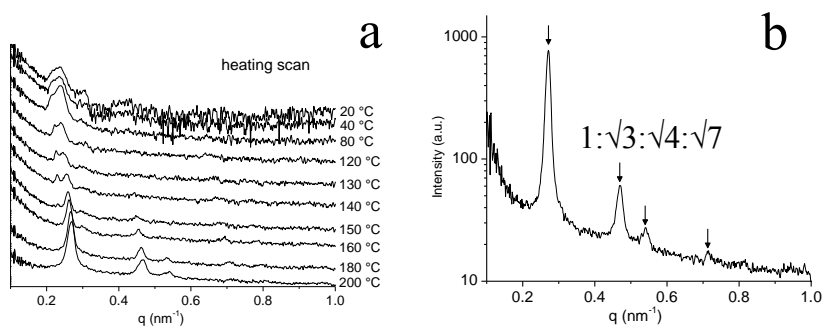 a
heating scan
20 °C
40 °C
80 °C
120 °C
130 °C
140 °C
150 °C
160 °C
180 °C
200 °C
0.2 0.4 0.6 0.8 1.0
q (nm⁻¹)
b
1:√3:√4:√7
Intensity (a.u.)
1000
100
10
0.2 0.4 0.6 0.8 1.0
q (nm⁻¹)